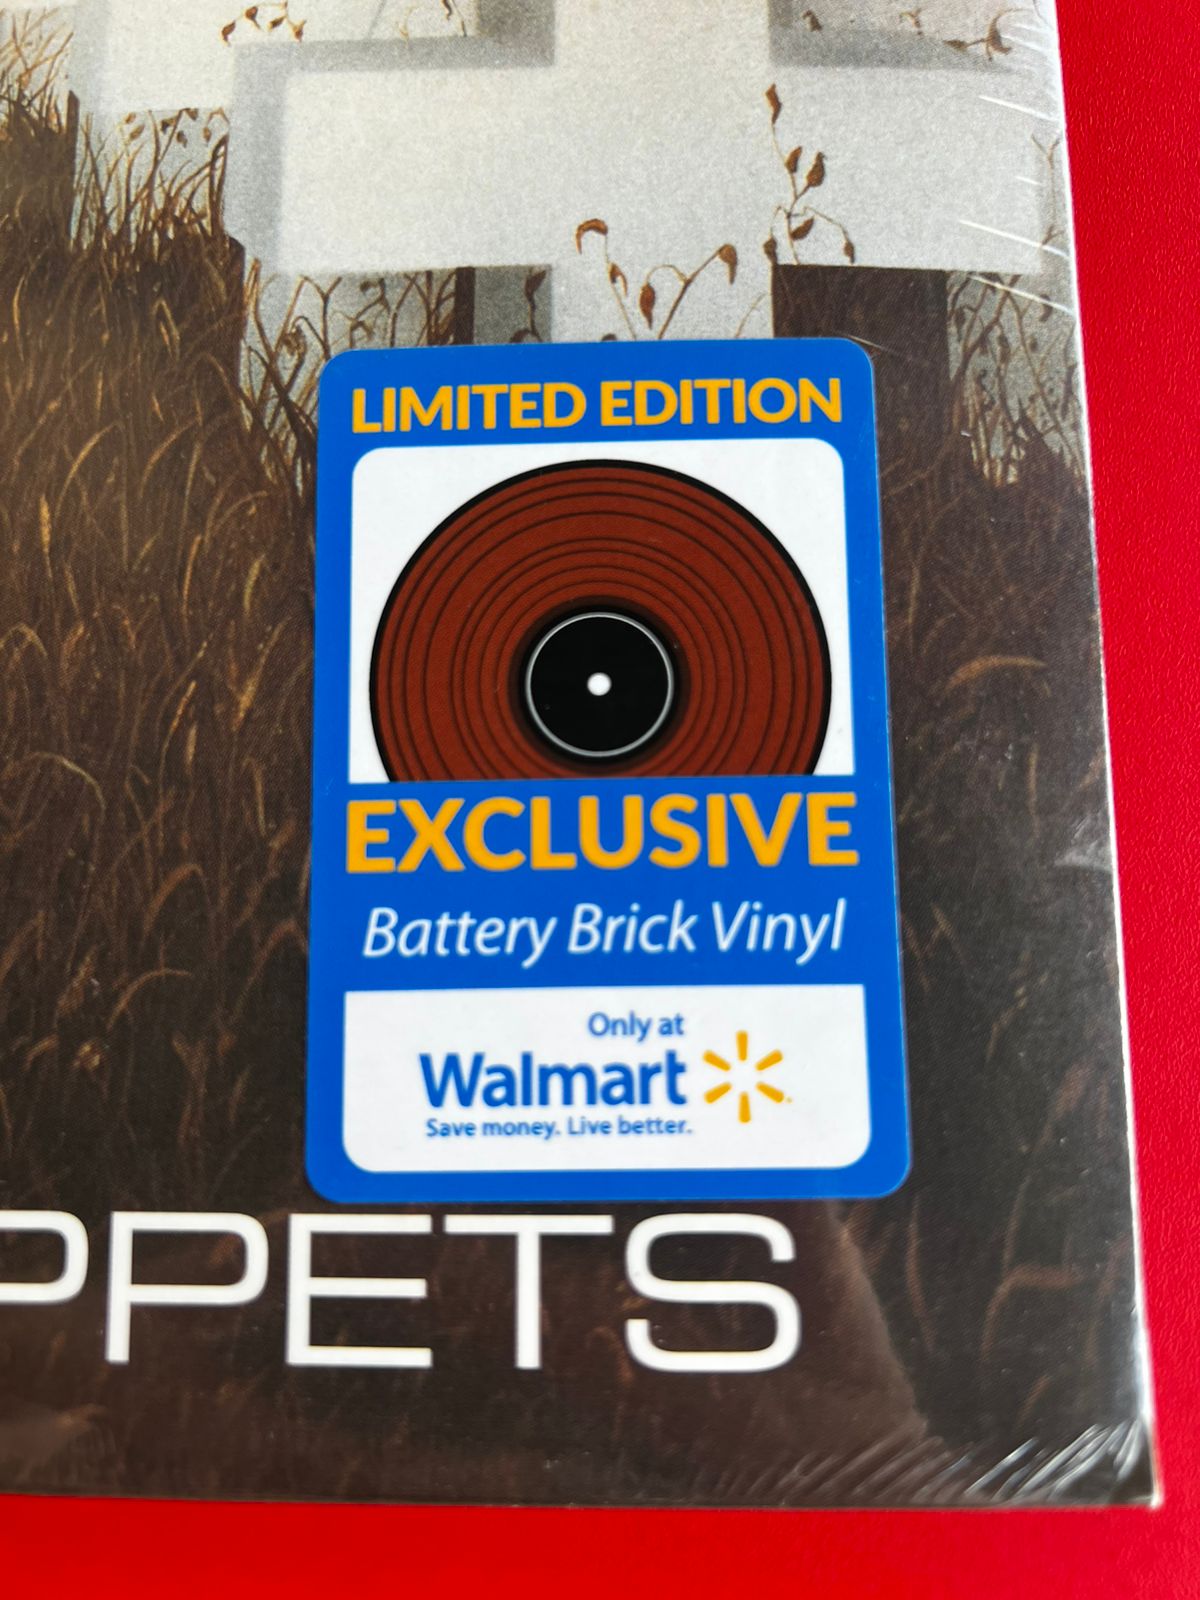 LIMITED EDITION
EXCLUSIVE
Battery Brick Vinyl
Only at
Walmart
Save money. Live better.
PPETS